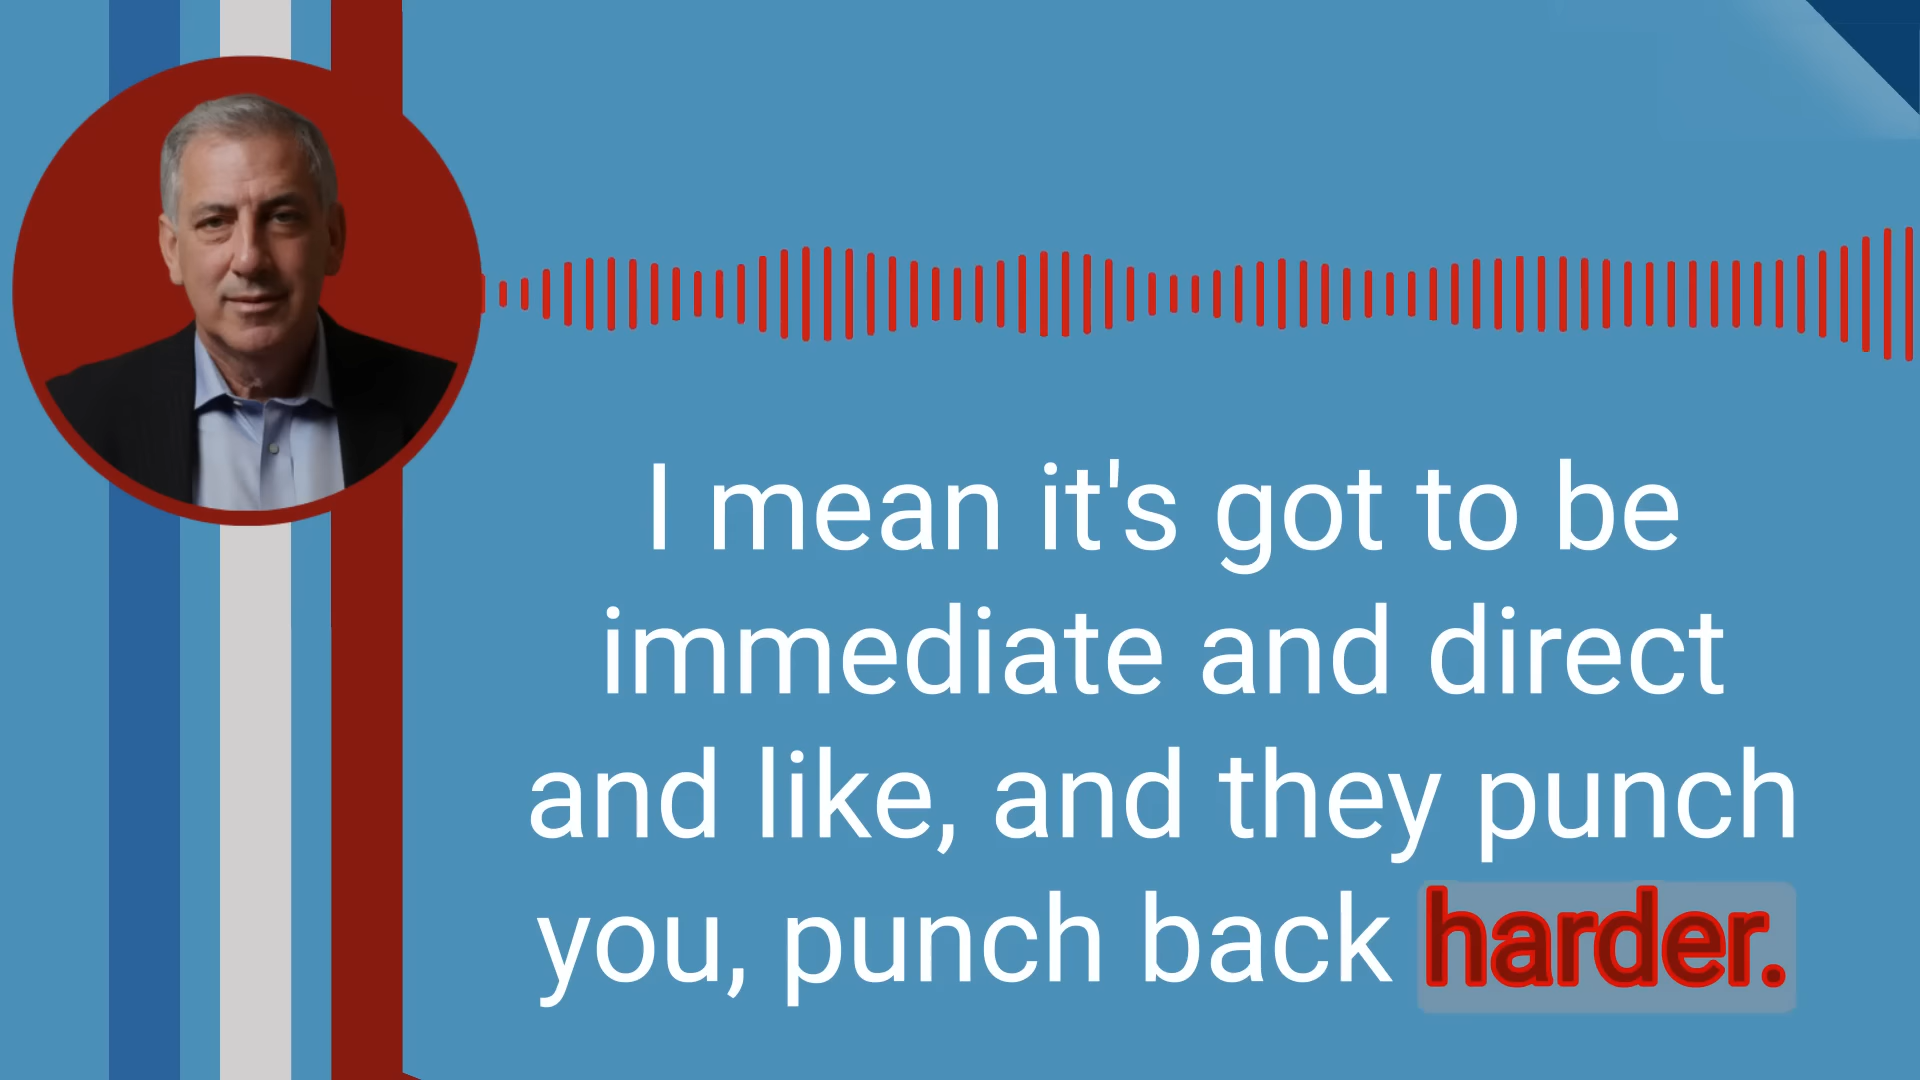 I mean it's got to be
immediate and direct
and like, and they punch
you, punch back harder.